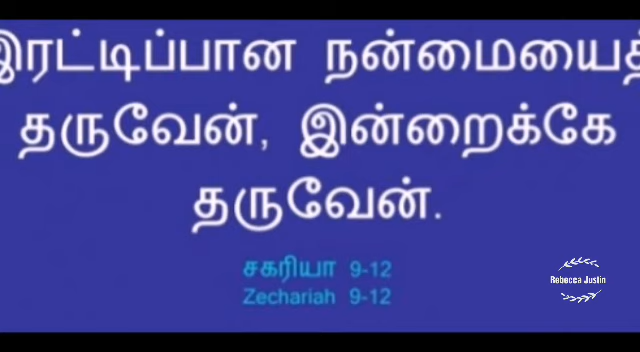 இரட்டிப்பான நன்மையைத்
தருவேன், இன்றைக்கே
தருவேன்.
சகரியா 9-12
Zechariah 9-12
Rebecca Justin